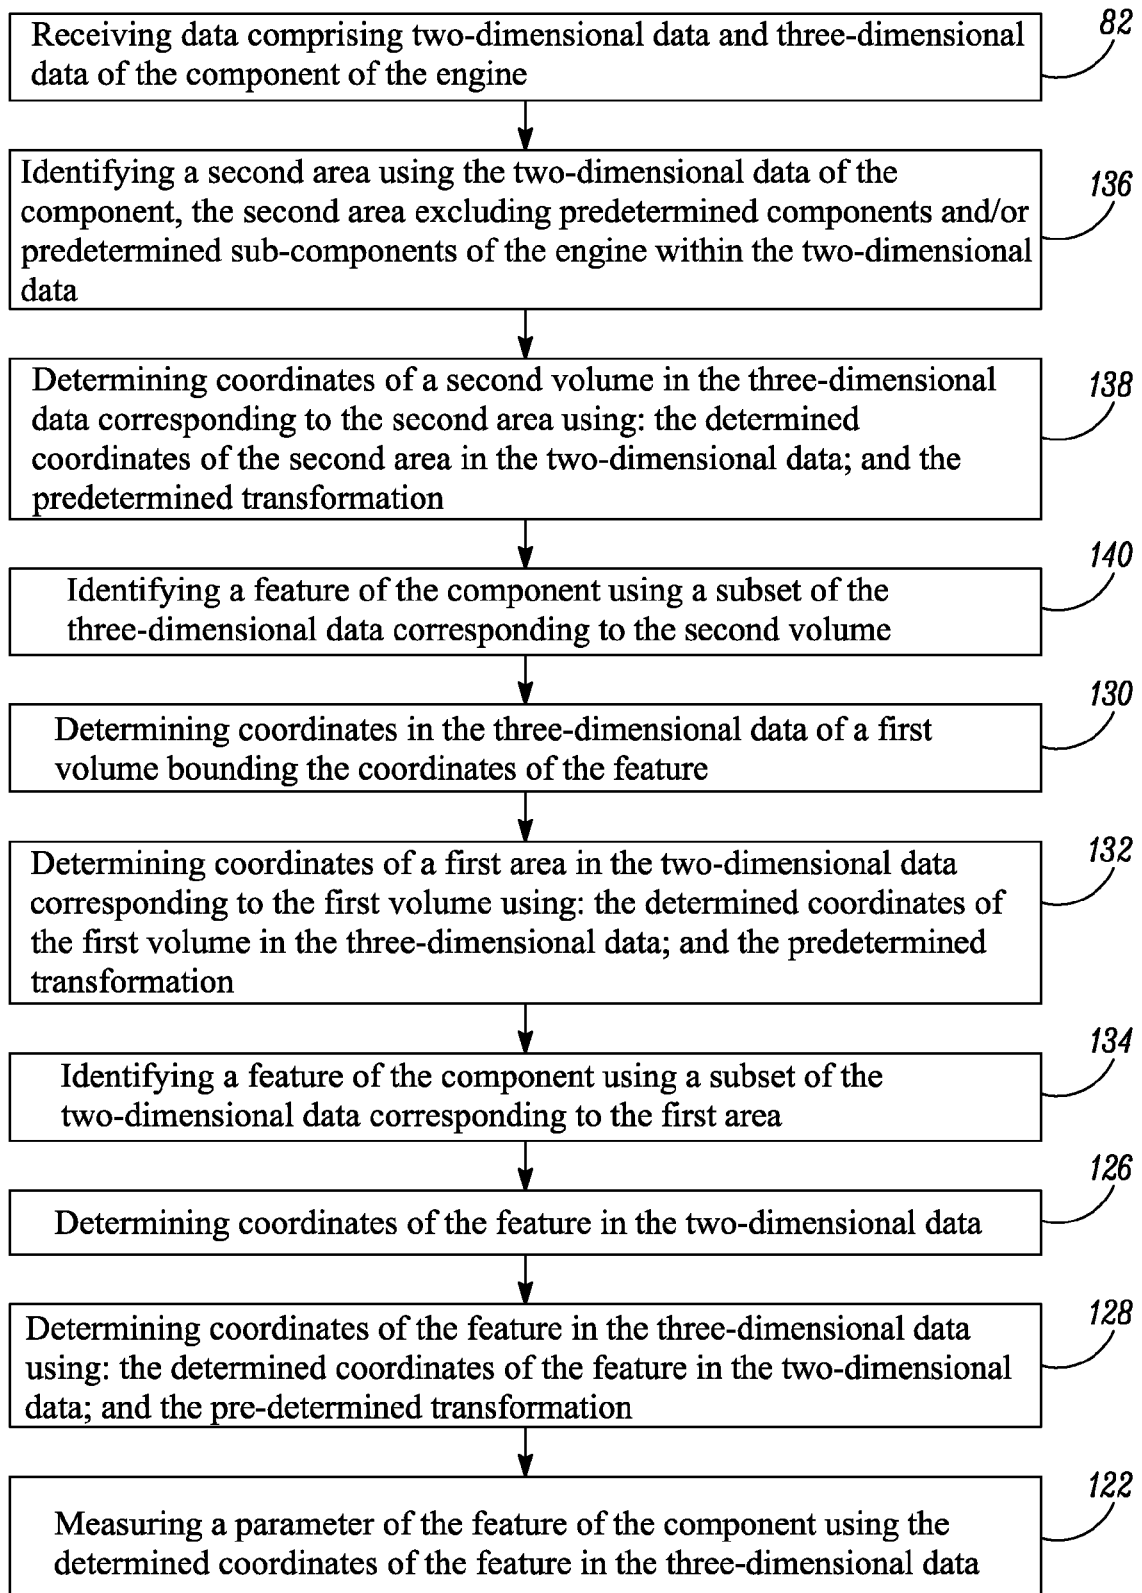 Receiving data comprising two-dimensional data and three-dimensional
data of the component of the engine
82
Identifying a second area using the two-dimensional data of the
component, the second area excluding predetermined components and/or
predetermined sub-components of the engine within the two-dimensional
data
136
Determining coordinates of a second volume in the three-dimensional
data corresponding to the second area using: the determined
coordinates of the second area in the two-dimensional data; and the
predetermined transformation
138
Identifying a feature of the component using a subset of the
three-dimensional data corresponding to the second volume
140
Determining coordinates in the three-dimensional data of a first
volume bounding the coordinates of the feature
130
Determining coordinates of a first area in the two-dimensional data
corresponding to the first volume using: the determined coordinates of
the first volume in the three-dimensional data; and the predetermined
transformation
132
Identifying a feature of the component using a subset of the
two-dimensional data corresponding to the first area
134
Determining coordinates of the feature in the two-dimensional data
126
Determining coordinates of the feature in the three-dimensional data
using: the determined coordinates of the feature in the two-dimensional
data; and the pre-determined transformation
128
Measuring a parameter of the feature of the component using the
determined coordinates of the feature in the three-dimensional data
122